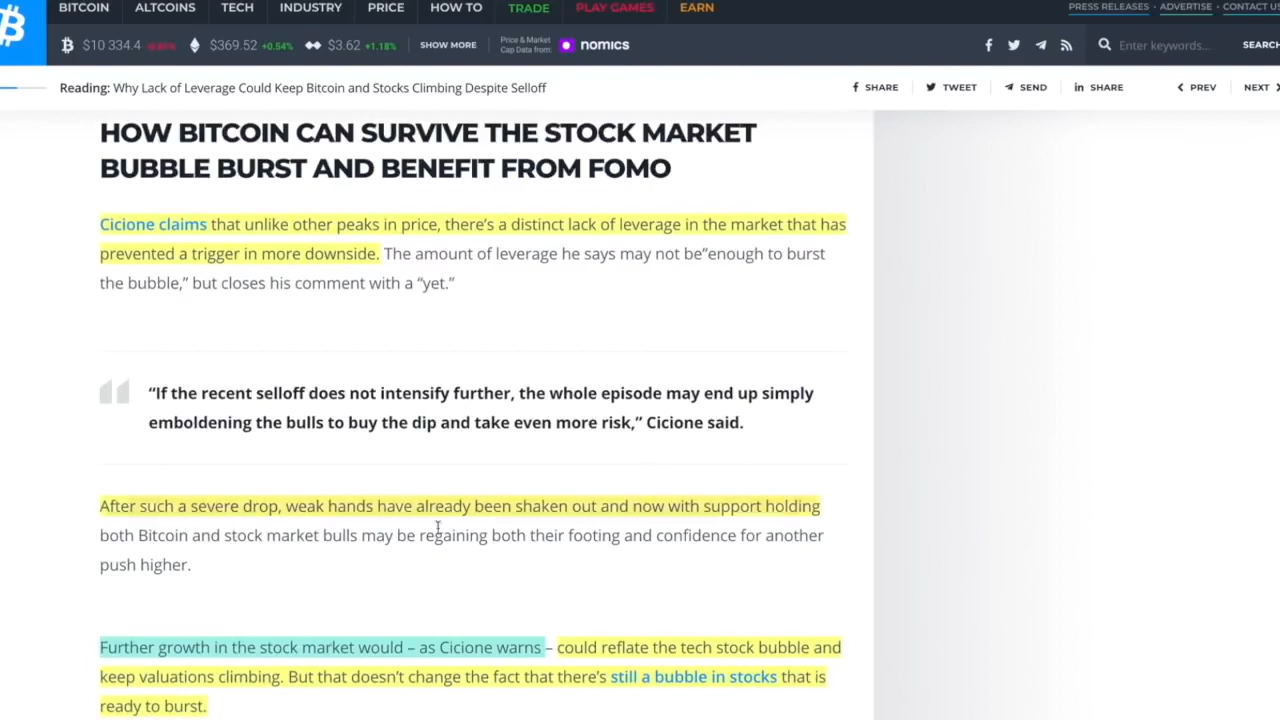 BITCOIN ALTCOINS TECH INDUSTRY PRICE HOW TO TRADE PLAY GAMES EARN PRESS RELEASES · ADVERTISE · CONTACT US
$10 334.4 $369.52 +0.54% $3.62 +1.18% SHOW MORE Price & Market Cap Data from: nomics Enter keywords... SEARCH
Reading: Why Lack of Leverage Could Keep Bitcoin and Stocks Climbing Despite Selloff SHARE TWEET SEND SHARE PREV NEXT
HOW BITCOIN CAN SURVIVE THE STOCK MARKET
BUBBLE BURST AND BENEFIT FROM FOMO
Cicione claims that unlike other peaks in price, there’s a distinct lack of leverage in the market that has
prevented a trigger in more downside. The amount of leverage he says may not be”enough to burst
the bubble,” but closes his comment with a “yet.”
“If the recent selloff does not intensify further, the whole episode may end up simply
emboldening the bulls to buy the dip and take even more risk,” Cicione said.
After such a severe drop, weak hands have already been shaken out and now with support holding
both Bitcoin and stock market bulls may be regaining both their footing and confidence for another
push higher.
Further growth in the stock market would – as Cicione warns – could reflate the tech stock bubble and
keep valuations climbing. But that doesn’t change the fact that there’s still a bubble in stocks that is
ready to burst.